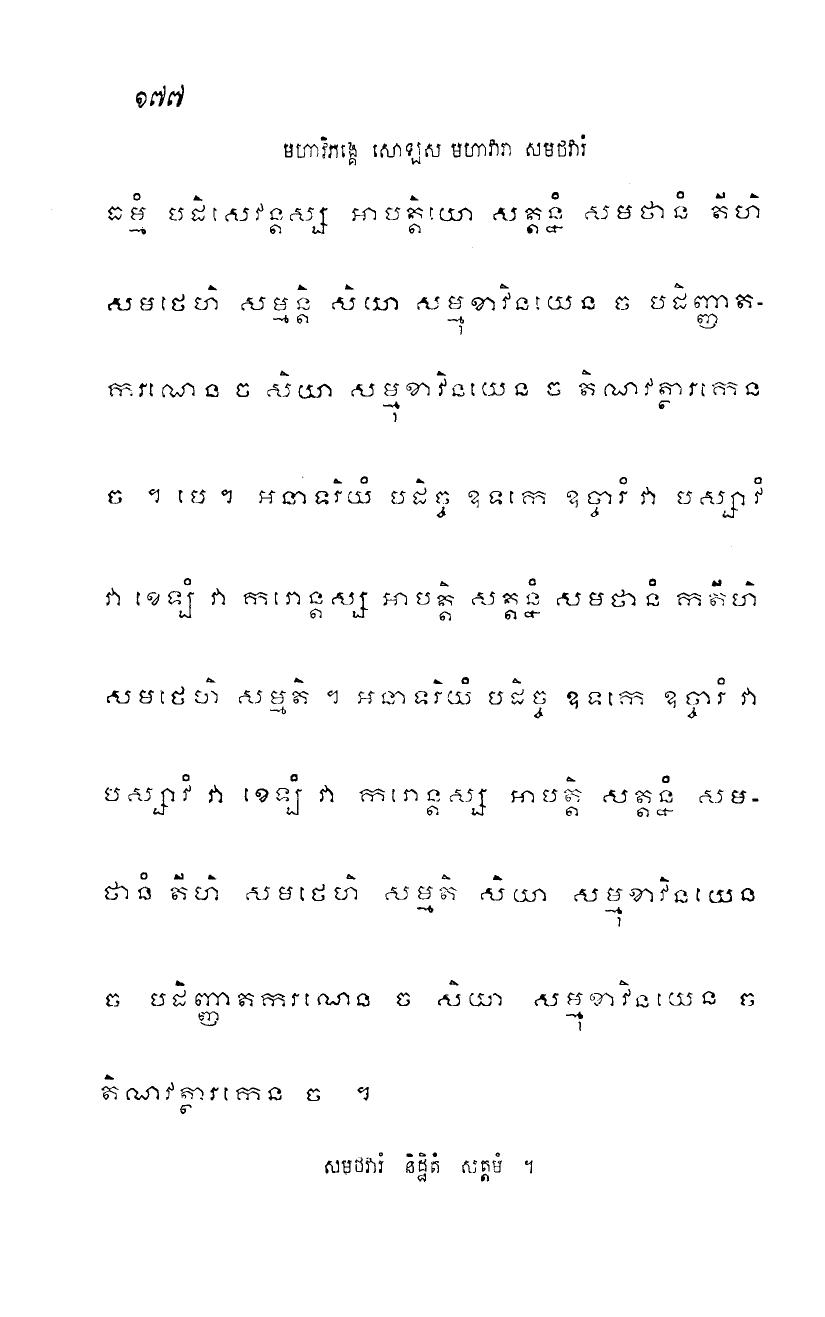 ១៧៧
មហាវិភង្គេ សោឡស មហាវារា សមថវារំ
ធម្មំ បដិសេវន្តស្ស អាបត្តិយោ សត្តន្នំ សមថានំ តីហិ
សមថេហិ សម្មន្តិ សិយា សម្មុខាវិនយេន ច បដិញ្ញាត-
ករណេន ច សិយា សម្មុខាវិនយេន ច តិណវត្ថារកេន
ច ។ បេ ។ អនាទរិយំ បដិច្ច ឧទកេ ឧច្ចារំ វា បស្សាវំ
វា ខេឡំ វា ករោន្តស្ស អាបត្តិ សត្តន្នំ សមថានំ កតីហិ
សមថេហិ សម្មតិ ។ អនាទរិយំ បដិច្ច ឧទកេ ឧច្ចារំ វា
បស្សាវំ វា ខេឡំ វា ករោន្តស្ស អាបត្តិ សត្តន្នំ សម-
ថានំ តីហិ សមថេហិ សម្មតិ សិយា សម្មុខាវិនយេន
ច បដិញ្ញាតករណេន ច សិយា សម្មុខាវិនយេន ច
តិណវត្ថារកេន ច ។
សមថវារំ និដ្ឋិតំ សត្តមំ ។